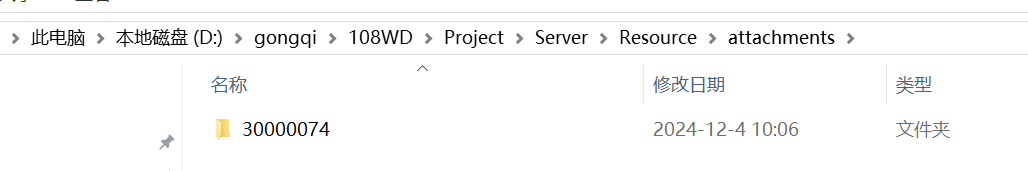 此电脑 本地磁盘 (D:) gongqi 108WD Project Server Resource attachments
名称 修改日期 类型
30000074 2024-12-4 10:06 文件夹